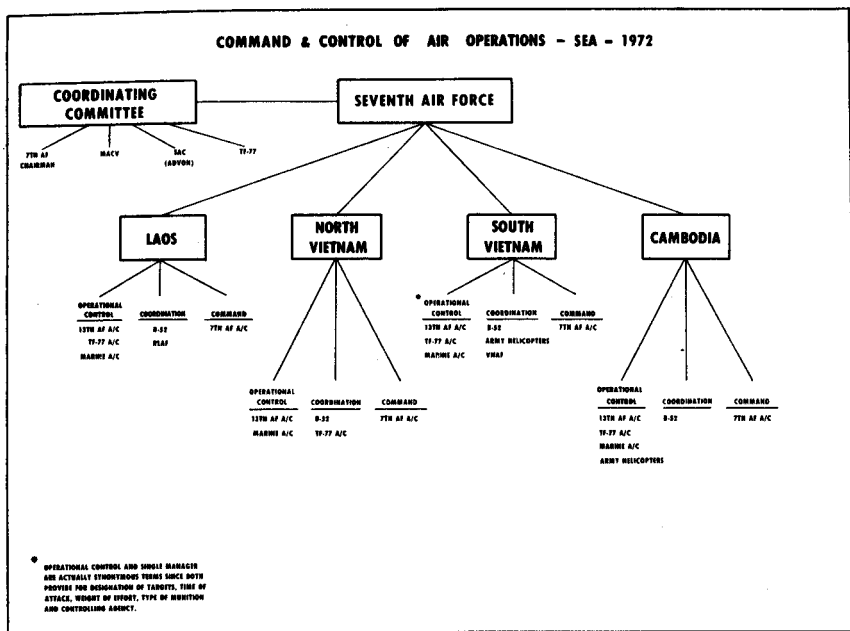 COMMAND & CONTROL OF AIR OPERATIONS - SEA - 1972
COORDINATING
COMMITTEE
SEVENTH AIR FORCE
7TH AF
CHAIRMAN
MACV
SAC
(ADVON)
TF-77
LAOS
NORTH
VIETNAM
SOUTH
VIETNAM
CAMBODIA
OPERATIONAL
CONTROL
13TH AF A/C
TF-77 A/C
MARINE A/C
COORDINATION
B-52
RLAF
COMMAND
7TH AF A/C
OPERATIONAL
CONTROL
13TH AF A/C
MARINE A/C
COORDINATION
B-52
TF-77 A/C
COMMAND
7TH AF A/C
* OPERATIONAL
CONTROL
13TH AF A/C
TF-77 A/C
MARINE A/C
COORDINATION
B-52
ARMY HELICOPTERS
VNAF
COMMAND
7TH AF A/C
OPERATIONAL
CONTROL
13TH AF A/C
TF-77 A/C
MARINE A/C
ARMY HELICOPTERS
COORDINATION
B-52
COMMAND
7TH AF A/C
* OPERATIONAL CONTROL AND SINGLE MANAGER
ARE ACTUALLY SYNONYMOUS TERMS SINCE BOTH
PROVIDE FOR DESIGNATION OF TARGETS, TIME OF
ATTACK, WEIGHT OF EFFORT, TYPE OF MUNITION
AND CONTROLLING AGENCY.